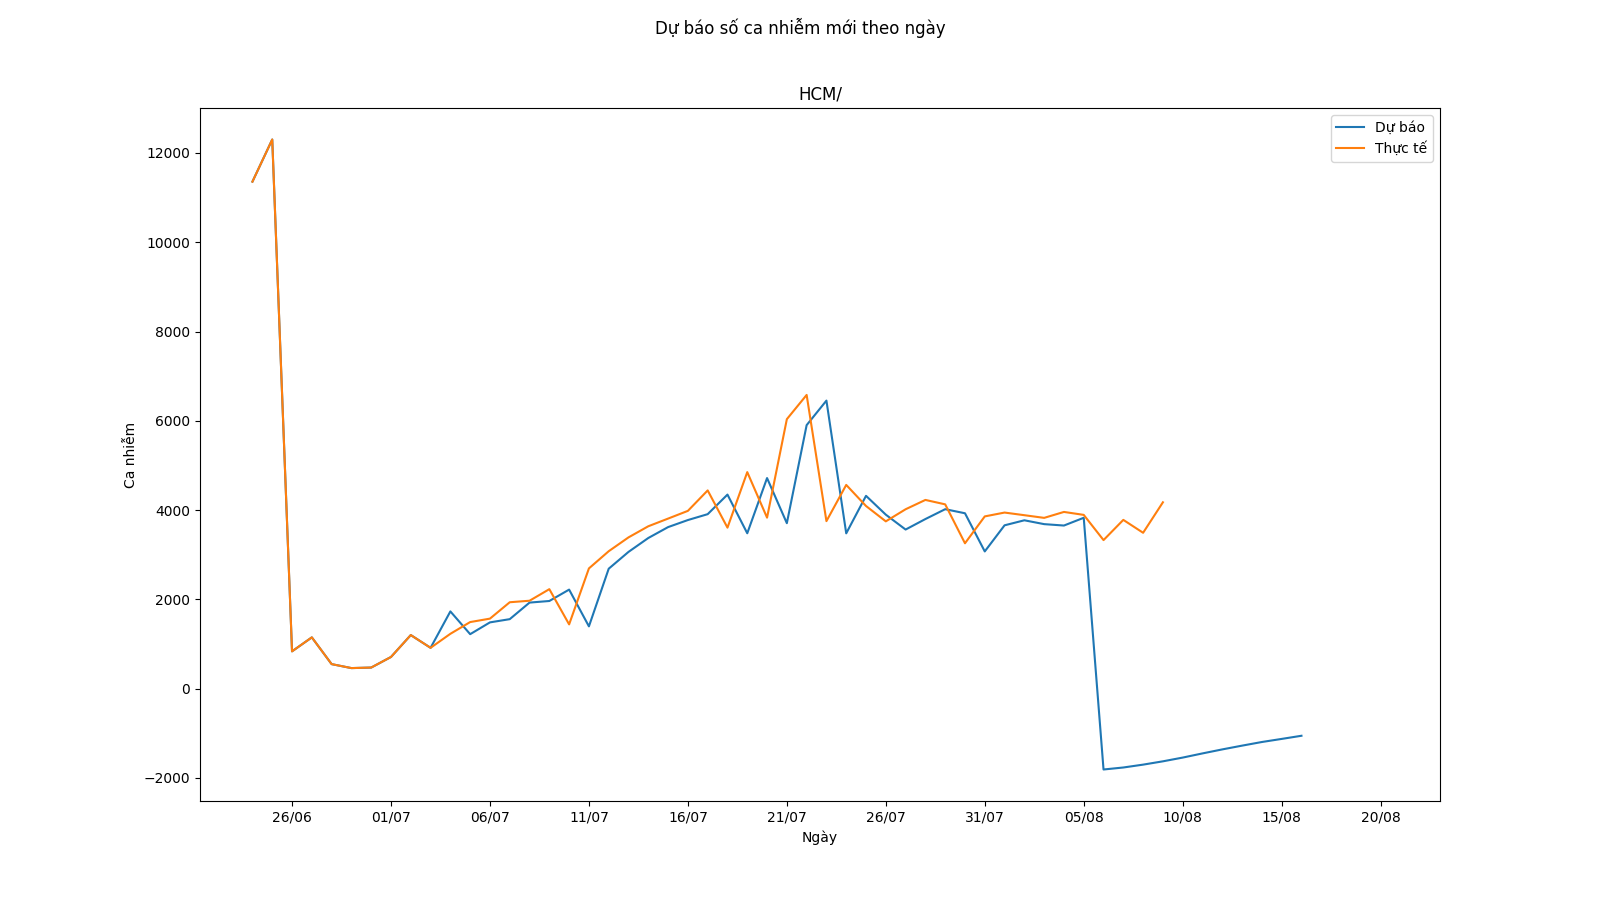 Dự báo số ca nhiễm mới theo ngày
HCM/
Dự báo
Thực tế
12000
10000
8000
6000
4000
2000
0
−2000
Ca nhiễm
26/06 01/07 06/07 11/07 16/07 21/07 26/07 31/07 05/08 10/08 15/08 20/08
Ngày